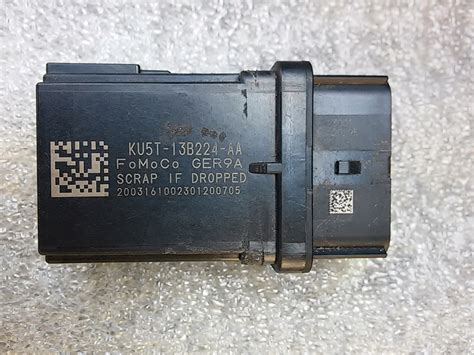 KU5T-13B224-AA
FoMoCo GER9A
SCRAP IF DROPPED
2003161002301200705